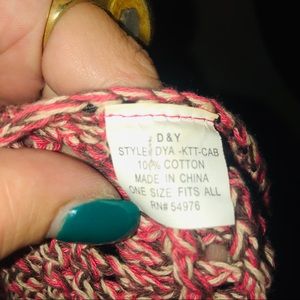 D & Y
STYLE# DYA -KTT-CAB
100% COTTON
MADE IN CHINA
ONE SIZE FITS ALL
RN# 54976